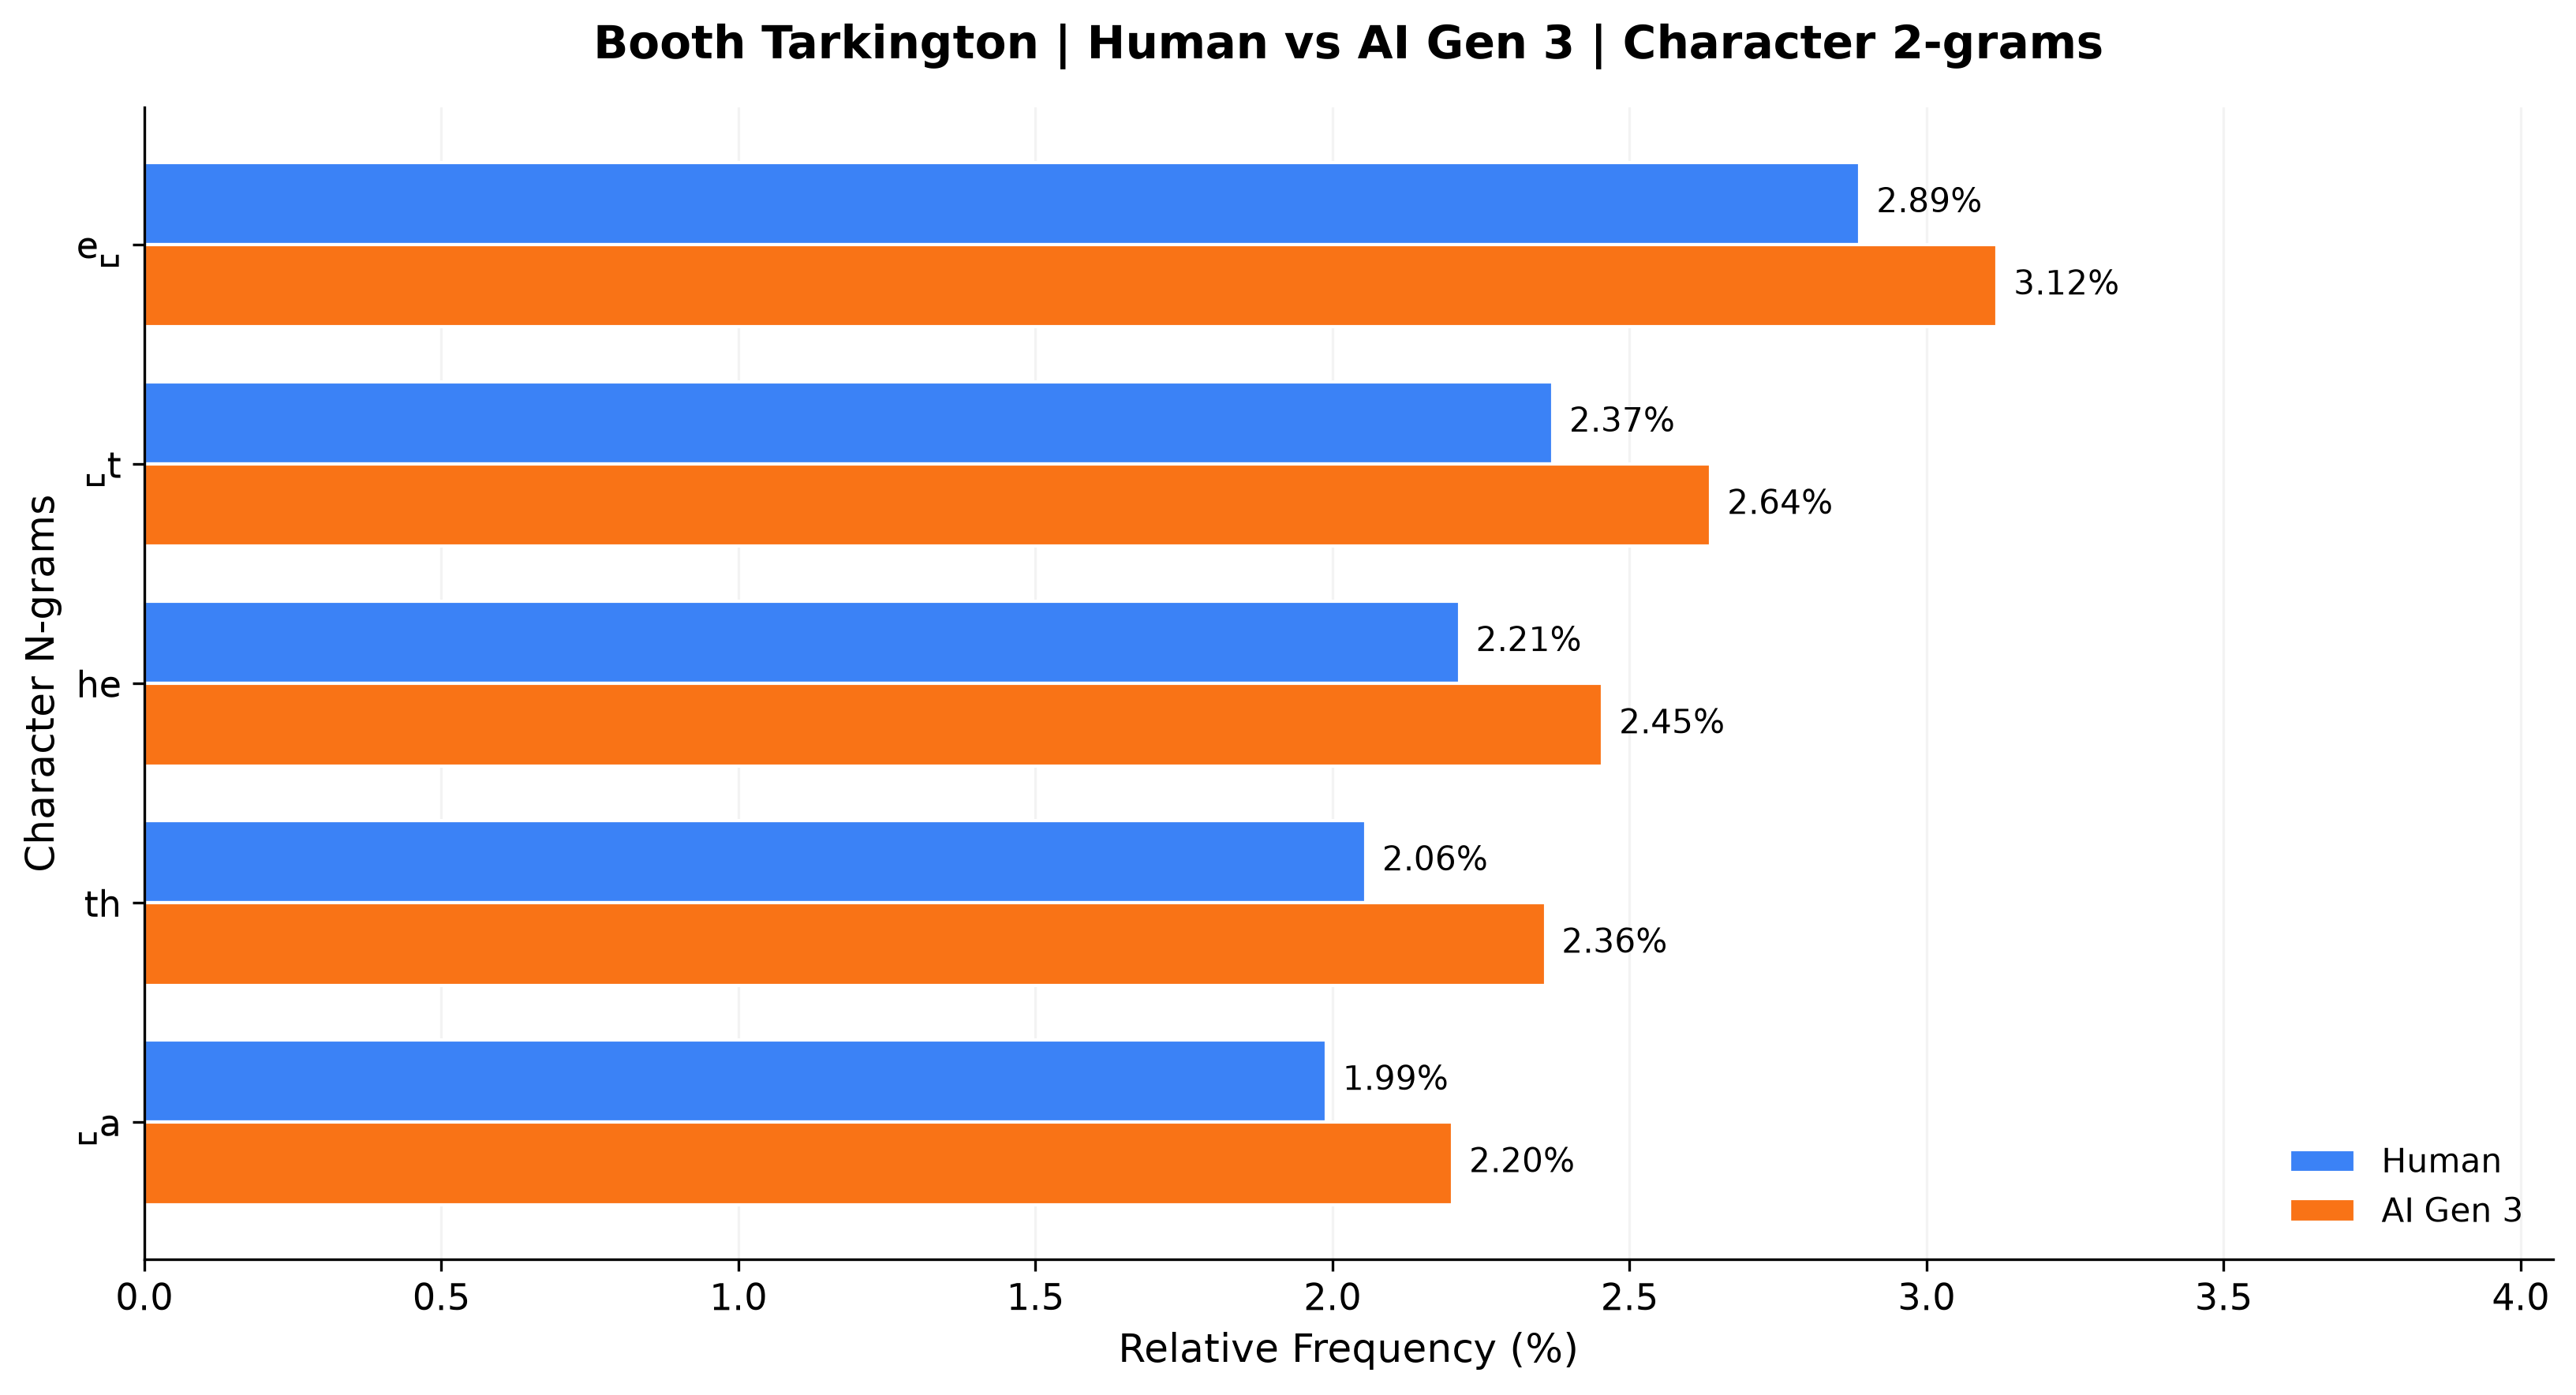 Booth Tarkington | Human vs AI Gen 3 | Character 2-grams
Character N-grams
e␣
2.89%
3.12%
␣t
2.37%
2.64%
he
2.21%
2.45%
th
2.06%
2.36%
␣a
1.99%
2.20%
Human
AI Gen 3
0.0 0.5 1.0 1.5 2.0 2.5 3.0 3.5 4.0
Relative Frequency (%)